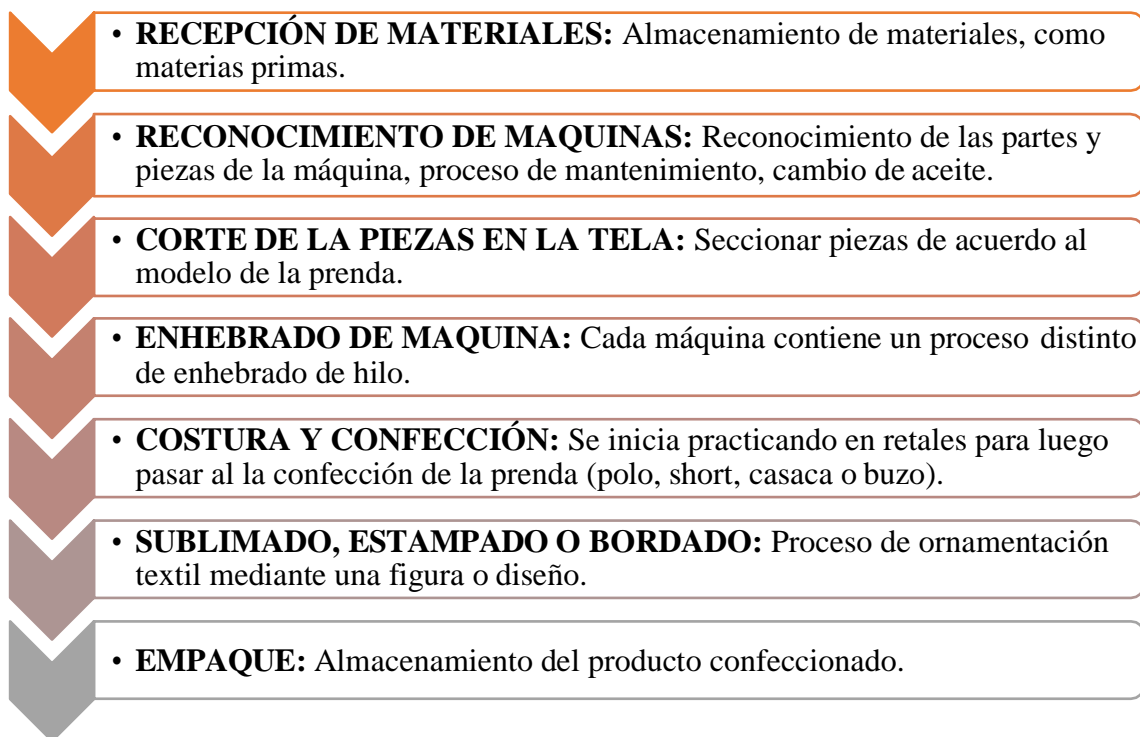 • RECEPCIÓN DE MATERIALES: Almacenamiento de materiales, como
materias primas.
• RECONOCIMIENTO DE MAQUINAS: Reconocimiento de las partes y
piezas de la máquina, proceso de mantenimiento, cambio de aceite.
• CORTE DE LA PIEZAS EN LA TELA: Seccionar piezas de acuerdo al
modelo de la prenda.
• ENHEBRADO DE MAQUINA: Cada máquina contiene un proceso distinto
de enhebrado de hilo.
• COSTURA Y CONFECCIÓN: Se inicia practicando en retales para luego
pasar al la confección de la prenda (polo, short, casaca o buzo).
• SUBLIMADO, ESTAMPADO O BORDADO: Proceso de ornamentación
textil mediante una figura o diseño.
• EMPAQUE: Almacenamiento del producto confeccionado.